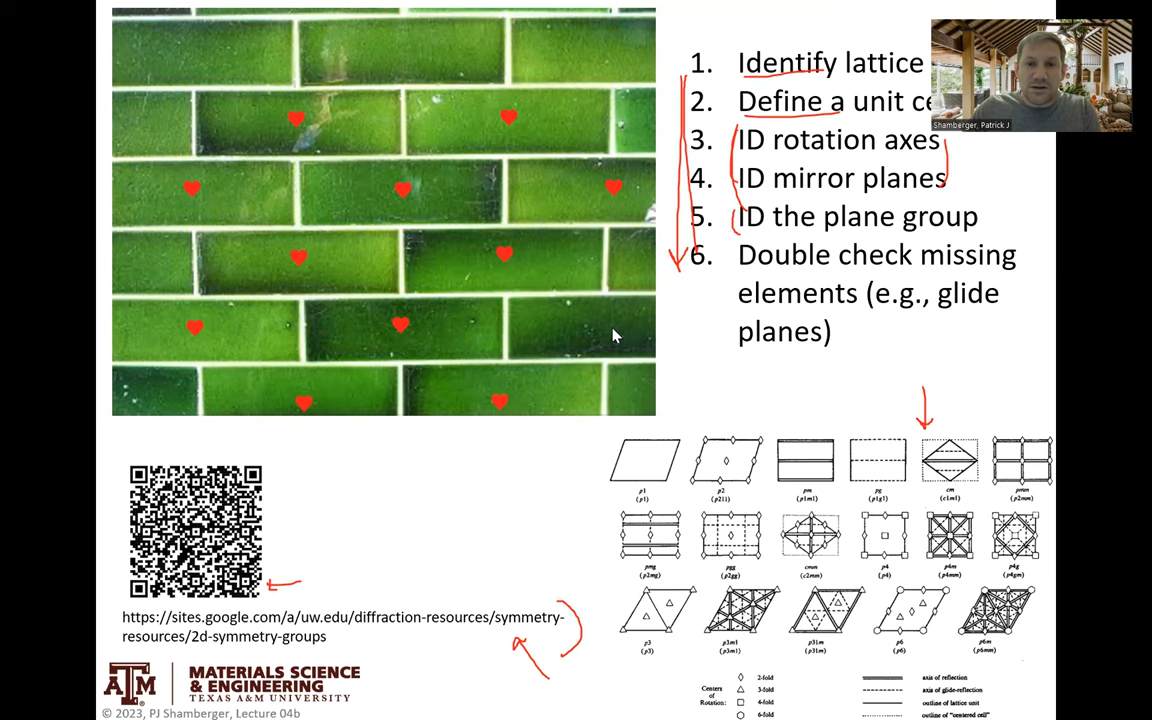 1. Identify lattice
2. Define a unit ce
3. ID rotation axes
4. ID mirror planes
5. ID the plane group
6. Double check missing
elements (e.g., glide
planes)
Shamberger, Patrick J
p1
(p1)
p2
(p211)
pm
(p1m1)
pg
(p1g1)
cm
(c1m1)
pmm
(p2mm)
pmg
(p2mg)
pgg
(p2gg)
cmm
(c2mm)
p4
(p4)
p4m
(p4mm)
p4g
(p4gm)
p3
(p3)
p3m1
(p3m1)
p31m
(p31m)
p6
(p6)
p6m
(p6mm)
Centers
of
Rotation:
2-fold
3-fold
4-fold
6-fold
axis of reflection
axis of glide-reflection
outline of lattice unit
outline of "centered cell"
https://sites.google.com/a/uw.edu/diffraction-resources/symmetry-
resources/2d-symmetry-groups
ATM
MATERIALS SCIENCE
& ENGINEERING
TEXAS A&M UNIVERSITY
© 2023, PJ Shamberger, Lecture 04b